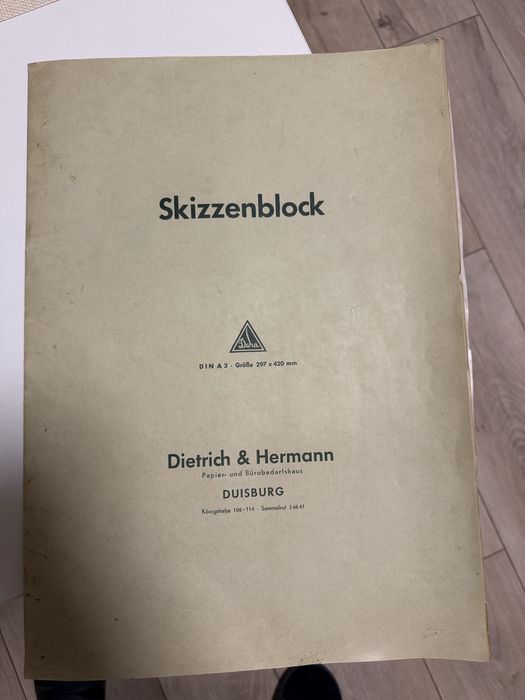 Skizzenblock
Deha
DIN A3 · Größe 297 x 420 mm
Dietrich & Hermann
Papier- und Bürobedarfshaus
DUISBURG
Königstraße 106-114 · Sammelruf 3 66 41